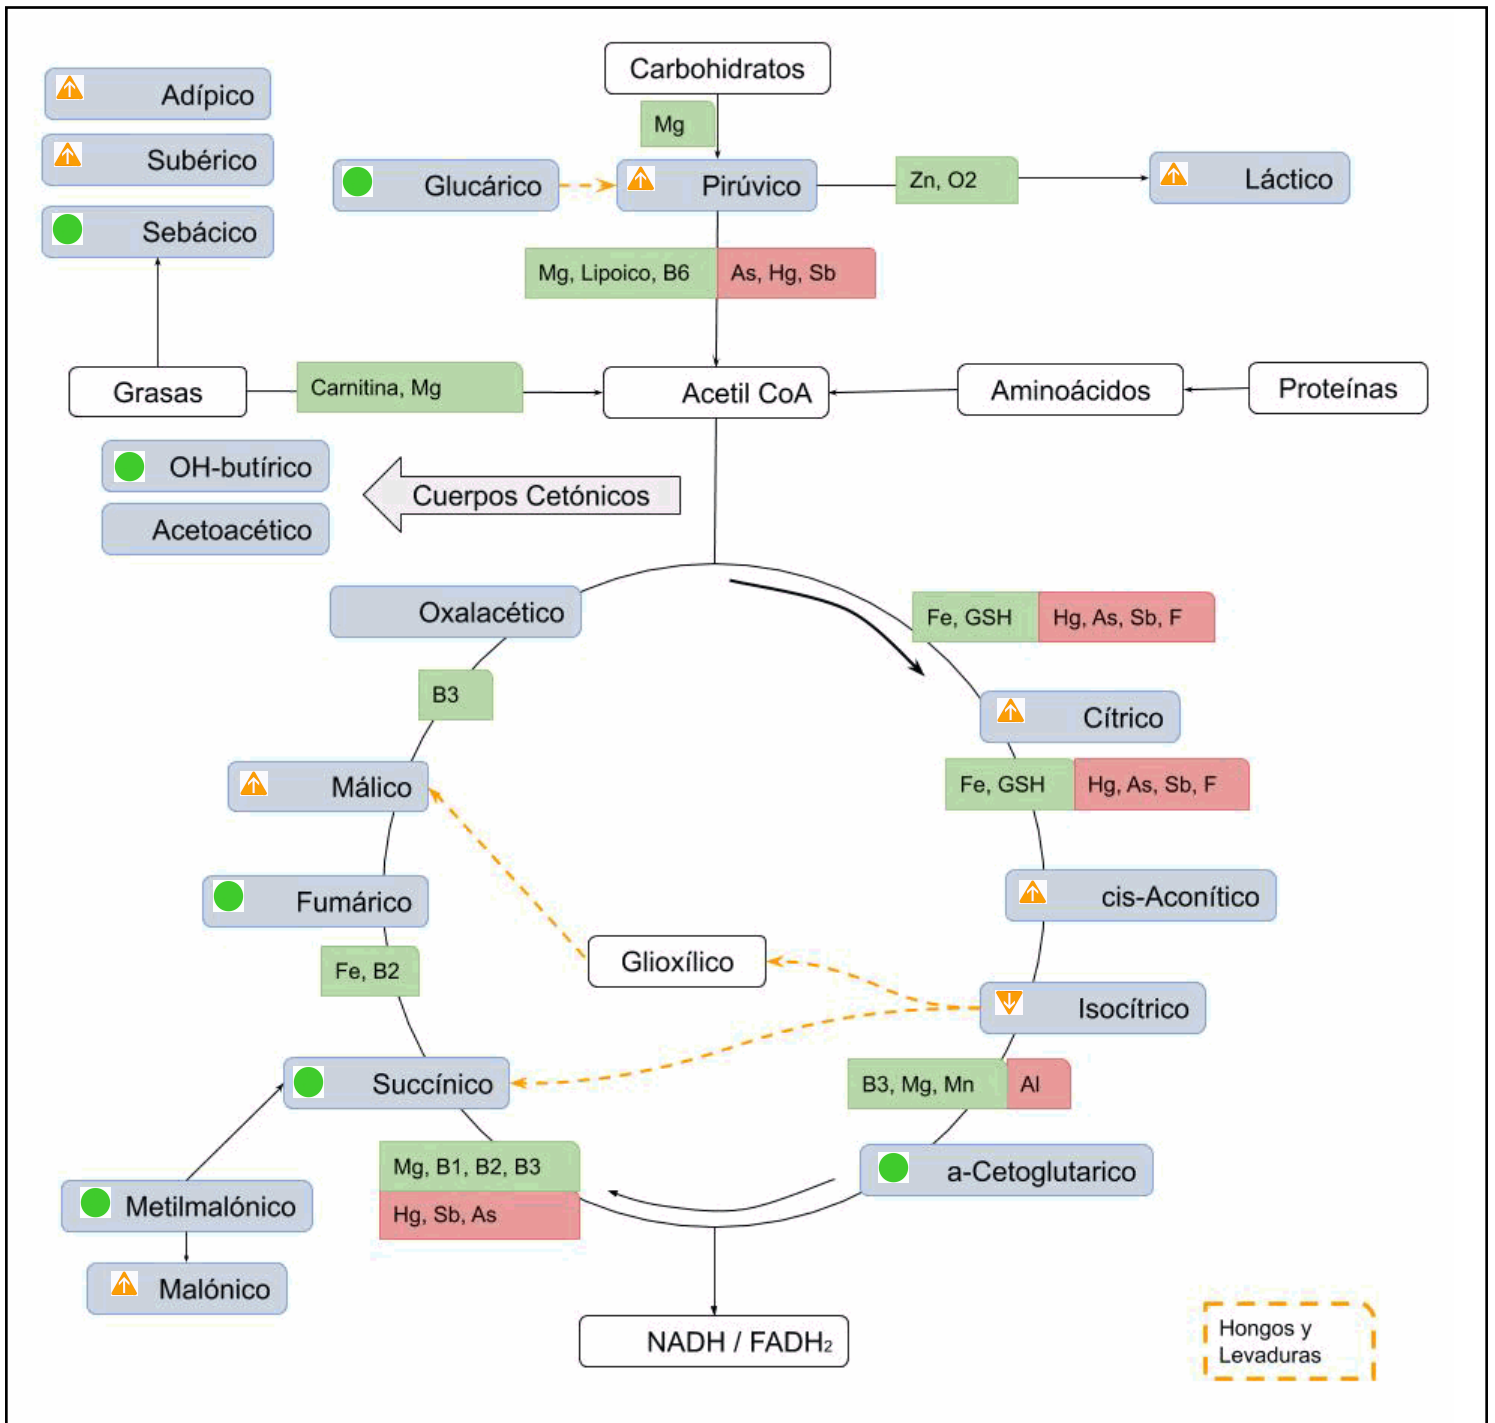 Carbohidratos
Adípico
Mg
Subérico
Glucárico
Pirúvico
Zn, O2
Láctico
Sebácico
Mg, Lipoico, B6
As, Hg, Sb
Grasas
Carnitina, Mg
Acetil CoA
Aminoácidos
Proteínas
OH-butírico
Cuerpos Cetónicos
Acetoacético
Oxalacético
Fe, GSH
Hg, As, Sb, F
B3
Cítrico
Málico
Fe, GSH
Hg, As, Sb, F
Fumárico
cis-Aconítico
Glioxílico
Fe, B2
Isocítrico
Succínico
B3, Mg, Mn
Al
Mg, B1, B2, B3
a-Cetoglutarico
Metilmalónico
Hg, Sb, As
Malónico
NADH / FADH2
Hongos y
Levaduras